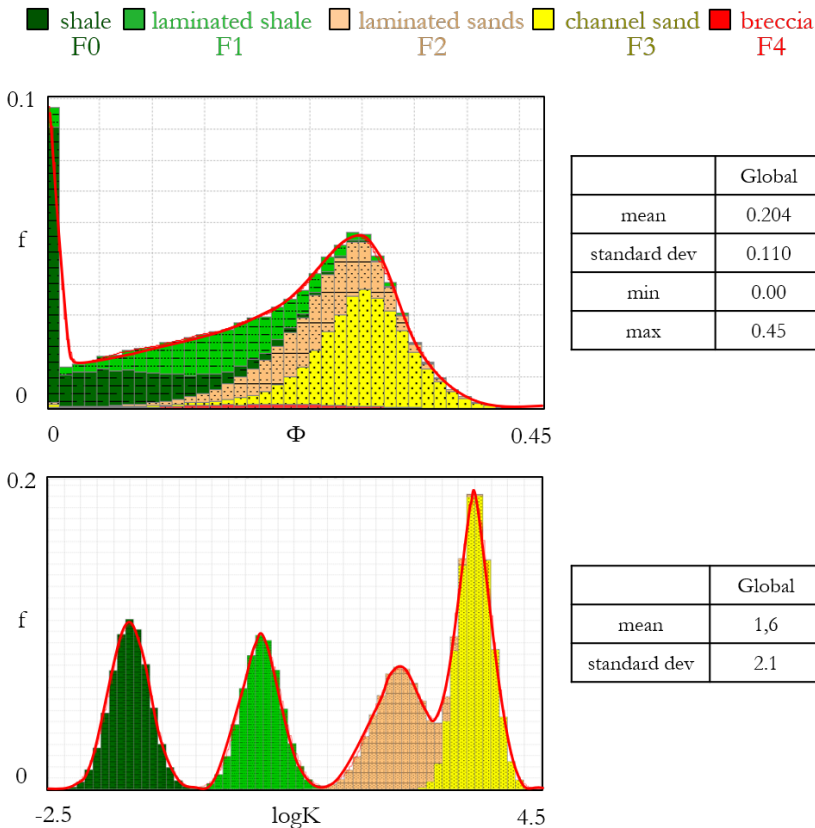 shale laminated shale laminated sands channel sand breccia
F0 F1 F2 F3 F4
0.1
f
0
0 Φ 0.45
Global
mean 0.204
standard dev 0.110
min 0.00
max 0.45
0.2
f
0
-2.5 logK 4.5
Global
mean 1,6
standard dev 2.1